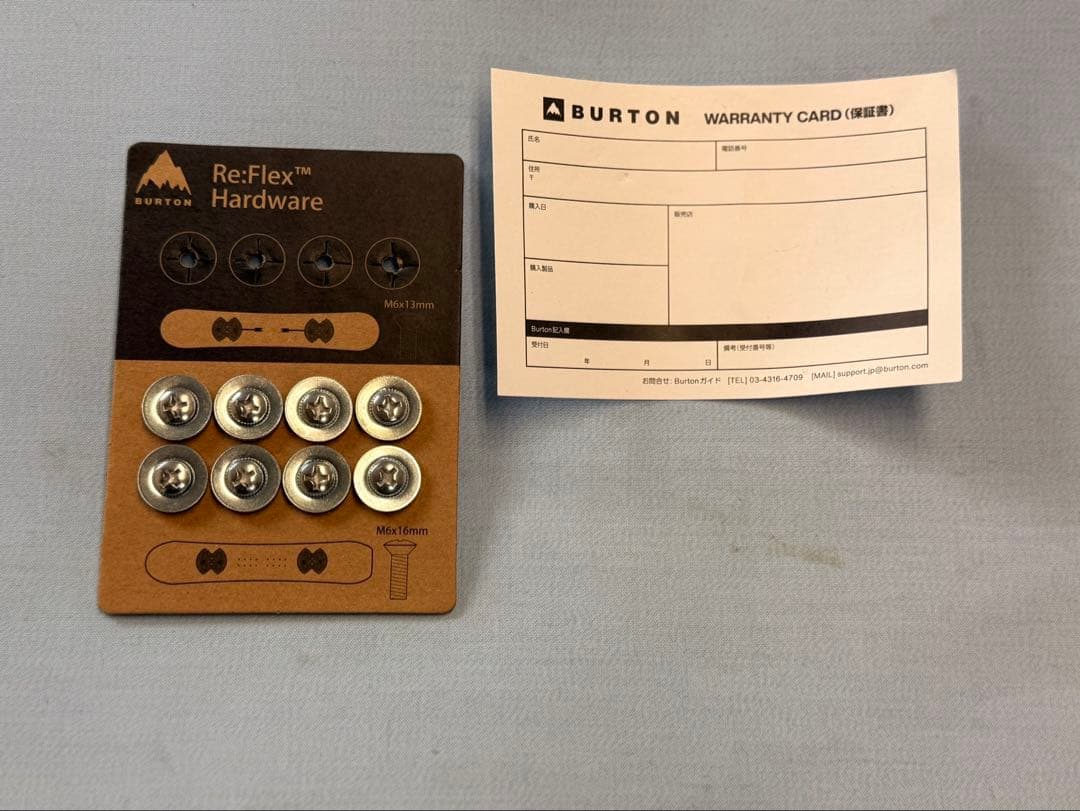 BURTON
Re:Flex™
Hardware
M6x13mm
M6x16mm
BURTON WARRANTY CARD(保証書)
氏名
電話番号
住所
〒
購入日
販売店
購入製品
Burton記入欄
受付日
年 月 日
備考(受付番号等)
お問合せ: Burtonガイド [TEL] 03-4316-4709 [MAIL] support.jp@burton.com